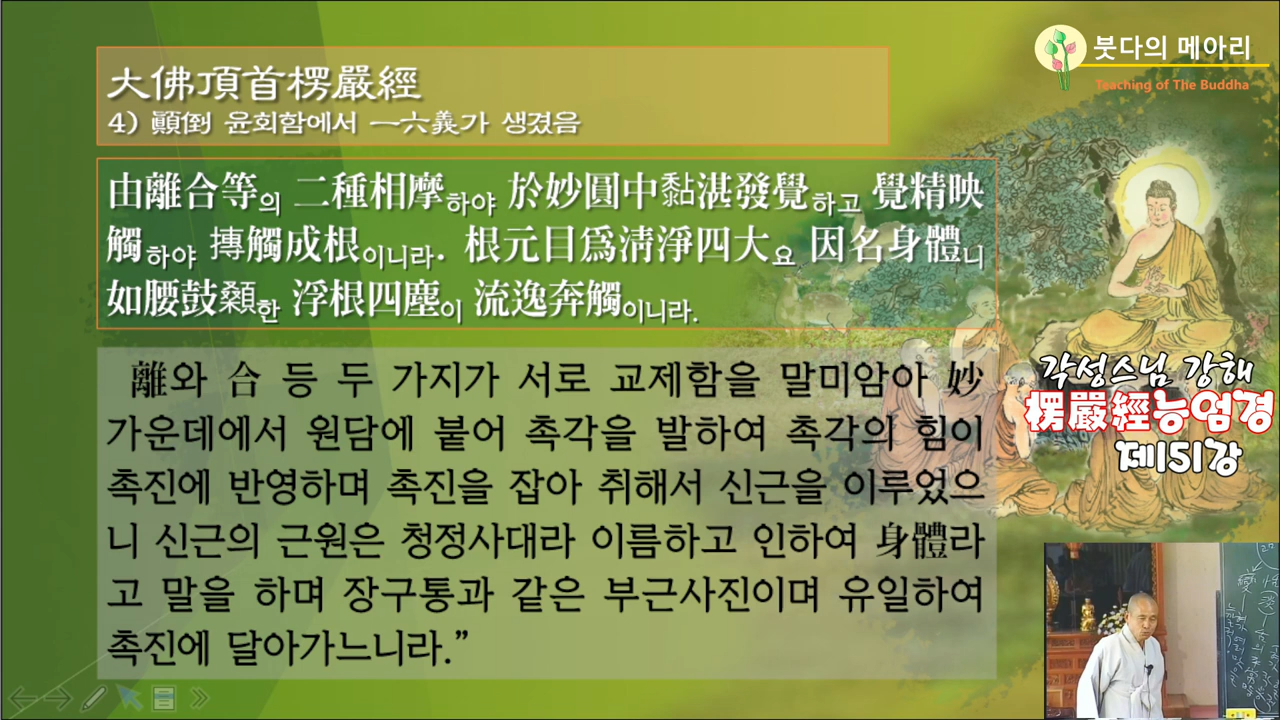 大佛頂首楞嚴經
4) 顚倒 윤회함에서 一六義가 생겼음
由離合等의 二種相摩하야 於妙圓中黏湛發覺하고 覺精映
觸하야 摶觸成根이니라. 根元目爲淸淨四大요 因名身體니
如腰鼓顙한 浮根四塵이 流逸奔觸이니라.
離와 合 등 두 가지가 서로 교제함을 말미암아 妙
가운데에서 원담에 붙어 촉각을 발하여 촉각의 힘이
촉진에 반영하며 촉진을 잡아 취해서 신근을 이루었으
니 신근의 근원은 청정사대라 이름하고 인하여 身體라
고 말을 하며 장구통과 같은 부근사진이며 유일하여
촉진에 달아가느니라.”
붓다의 메아리
Teaching of The Buddha
각성스님 강해
楞嚴經능엄경
제151강